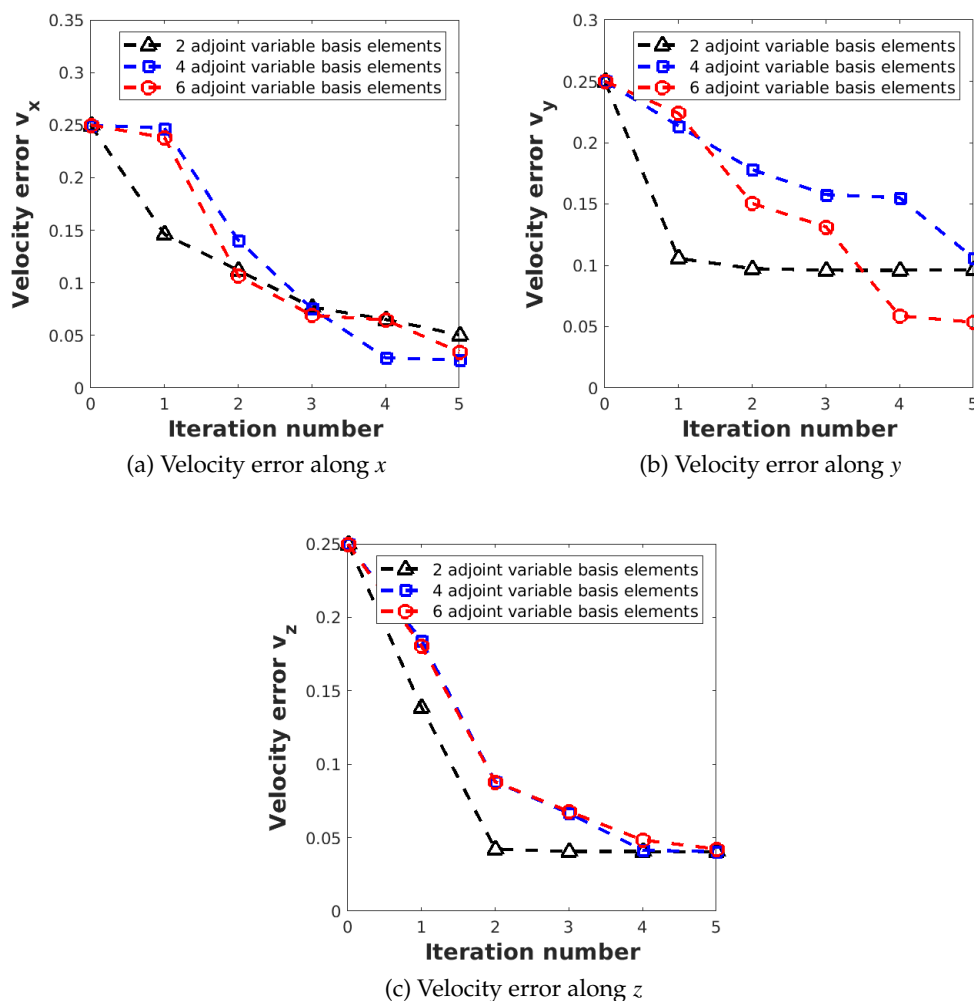 0.35
0.3
0.25
0.2
0.15
0.1
0.05
0
Velocity error v_x
2 adjoint variable basis elements
4 adjoint variable basis elements
6 adjoint variable basis elements
0 1 2 3 4 5
Iteration number
(a) Velocity error along x
0.3
0.25
0.2
0.15
0.1
0.05
0
Velocity error v_y
2 adjoint variable basis elements
4 adjoint variable basis elements
6 adjoint variable basis elements
0 1 2 3 4 5
Iteration number
(b) Velocity error along y
0.25
0.2
0.15
0.1
0.05
0
Velocity error v_z
2 adjoint variable basis elements
4 adjoint variable basis elements
6 adjoint variable basis elements
0 1 2 3 4 5
Iteration number
(c) Velocity error along z